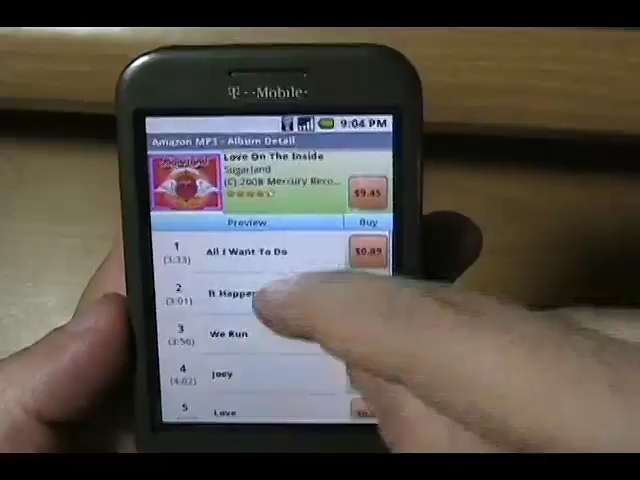 T··Mobile·
9:04 PM
Amazon MP3 - Album Detail
Love On The Inside
Sugarland
(C) 2008 Mercury Reco...
$9.45
Preview
Buy
1
(3:33)
All I Want To Do
$0.89
2
(3:01)
It Happe
3
(3:56)
We Run
4
(4:02)
Joey
5
Love